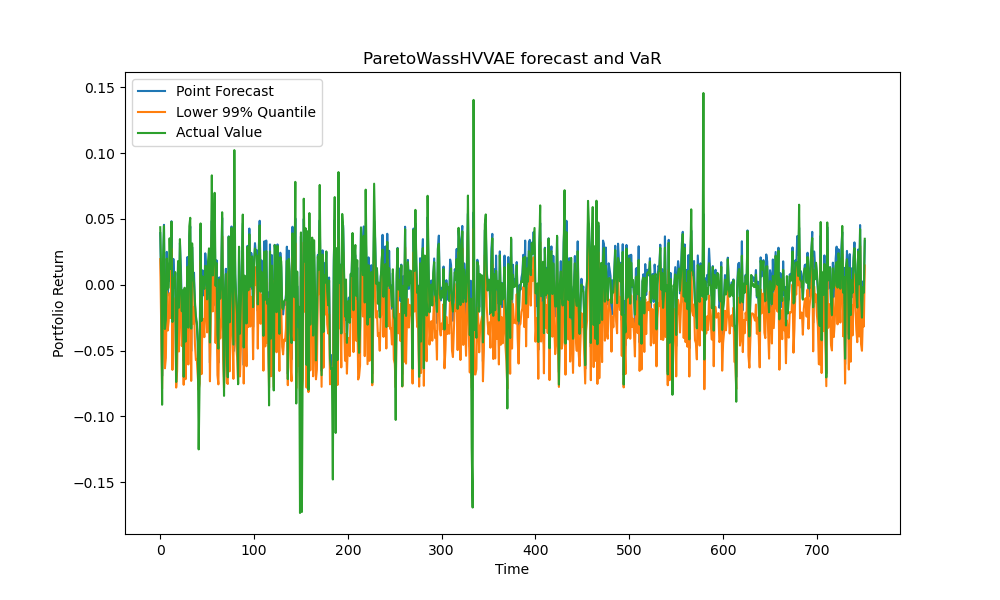 ParetoWassHVVAE forecast and VaR
Point Forecast
Lower 99% Quantile
Actual Value
0.15
0.10
0.05
0.00
−0.05
−0.10
−0.15
Portfolio Return
0 100 200 300 400 500 600 700
Time